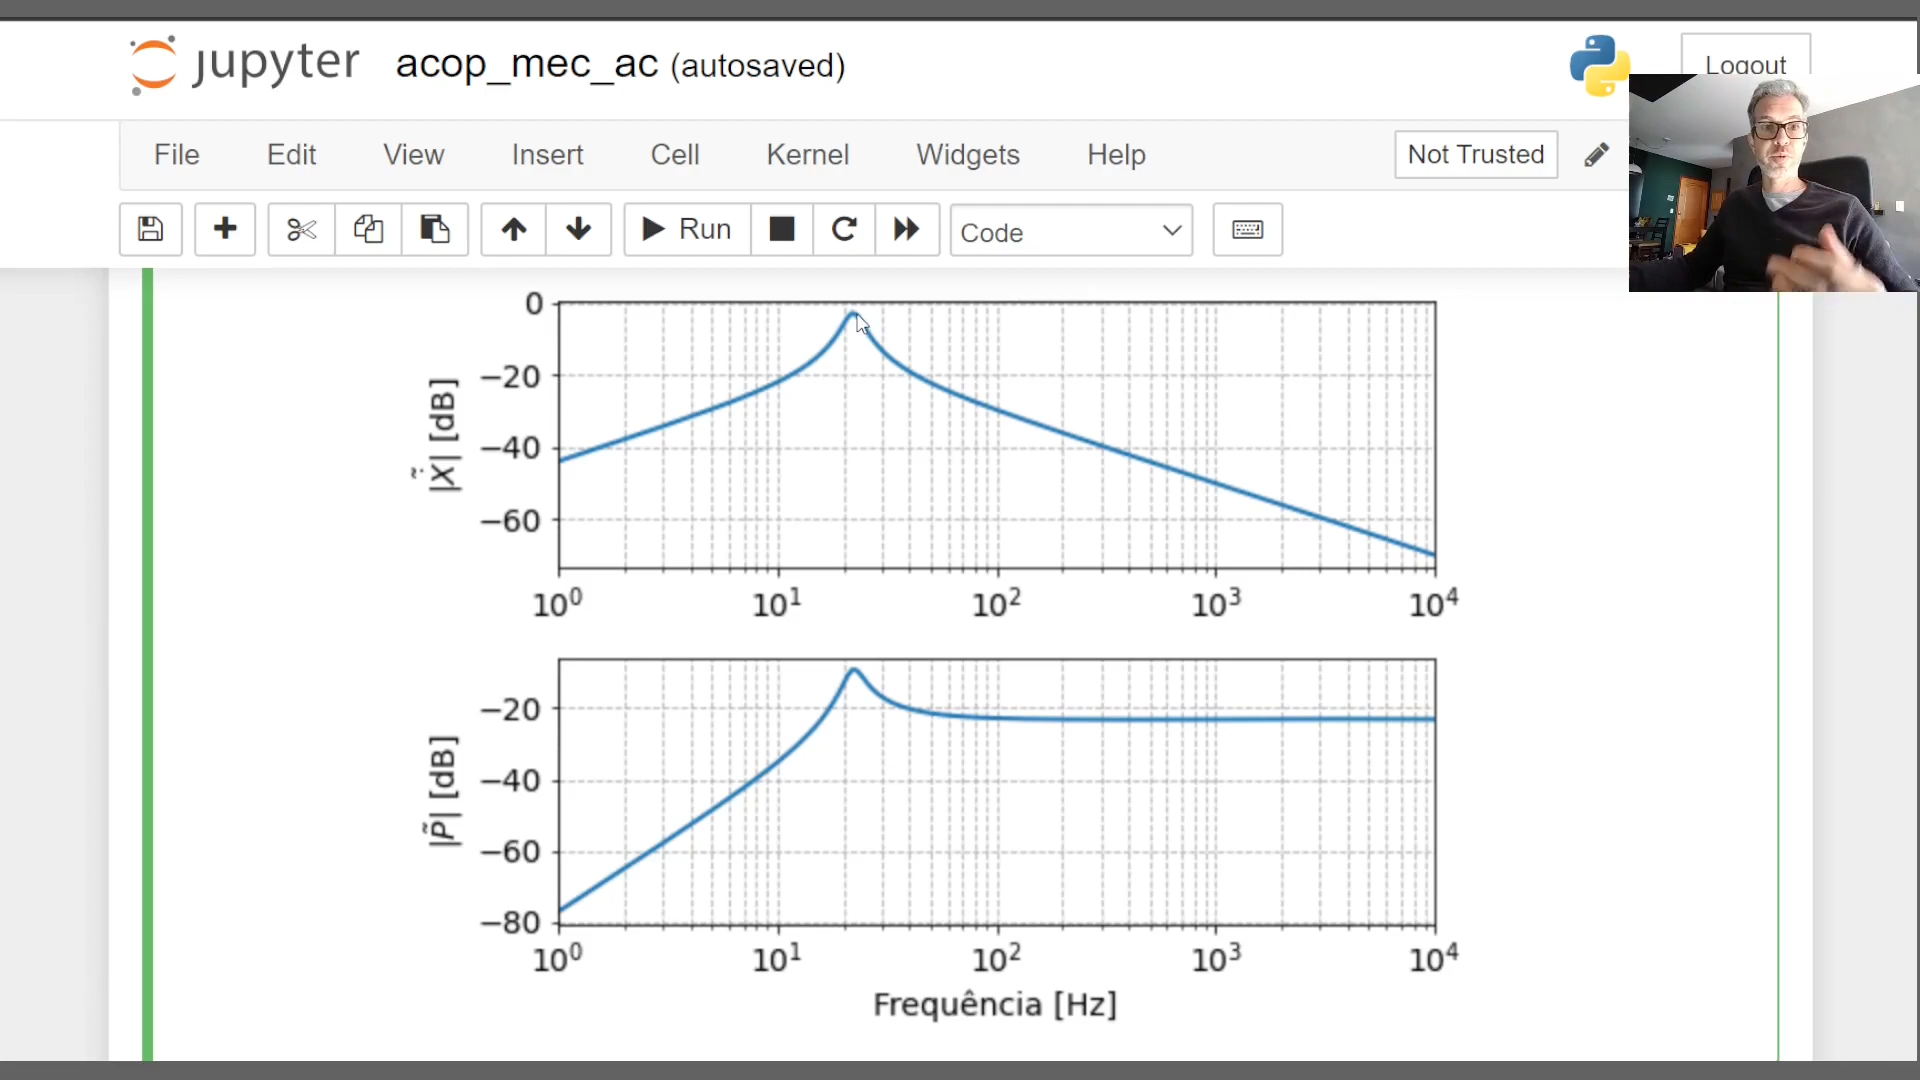 jupyter acop_mec_ac (autosaved) Logout
File Edit View Insert Cell Kernel Widgets Help Not Trusted
Run Code
0
−20
−40
−60
|Ẋ̃| [dB]
10⁰ 10¹ 10² 10³ 10⁴
−20
−40
−60
−80
|P̃| [dB]
10⁰ 10¹ 10² 10³ 10⁴
Frequência [Hz]